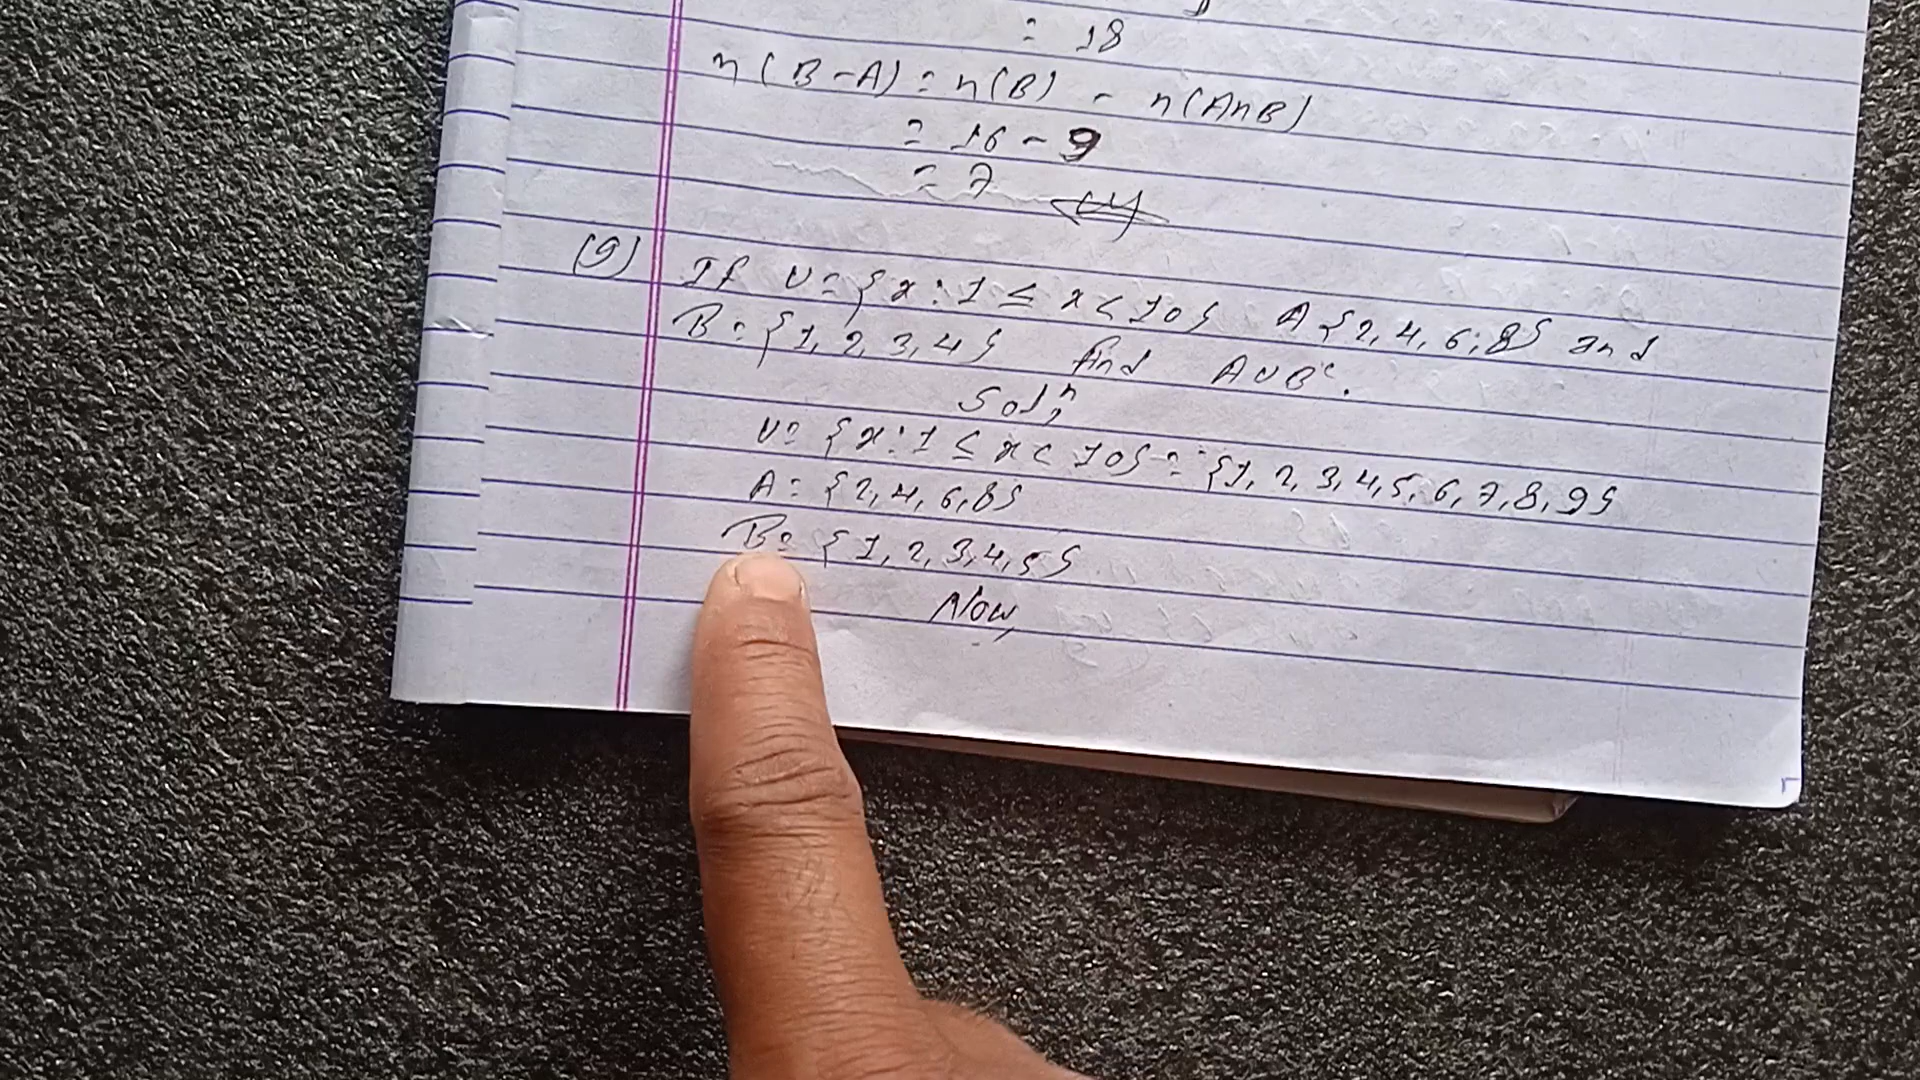 = 18
n(B-A) = n(B) - n(A∩B)
= 16 - 9
= 7
(9) If U = {x : 1 ≤ x < 10} A {2, 4, 6, 8} and
B = {1, 2, 3, 4} find A∪Bᶜ.
Solⁿ,
U = {x : 1 ≤ x < 10} = {1, 2, 3, 4, 5, 6, 7, 8, 9}
A = {2, 4, 6, 8}
B = {1, 2, 3, 4, 5}
Now,